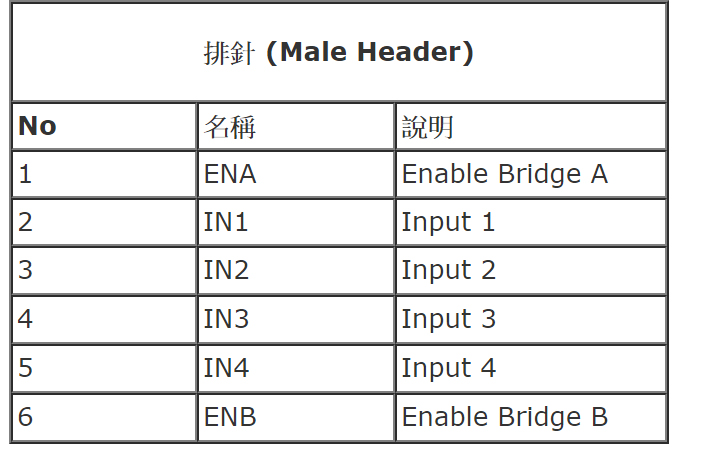 排針 (Male Header)
No 名稱 說明
1 ENA Enable Bridge A
2 IN1 Input 1
3 IN2 Input 2
4 IN3 Input 3
5 IN4 Input 4
6 ENB Enable Bridge B